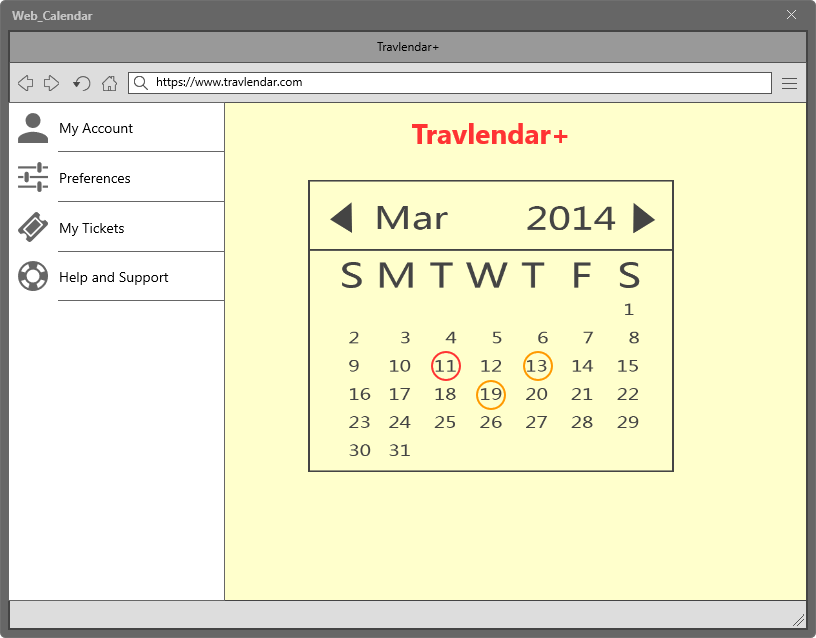 Web_Calendar
Travlendar+
https://www.travlendar.com
My Account
Preferences
My Tickets
Help and Support
Travlendar+
Mar 2014
S M T W T F S
1
2 3 4 5 6 7 8
9 10 11 12 13 14 15
16 17 18 19 20 21 22
23 24 25 26 27 28 29
30 31